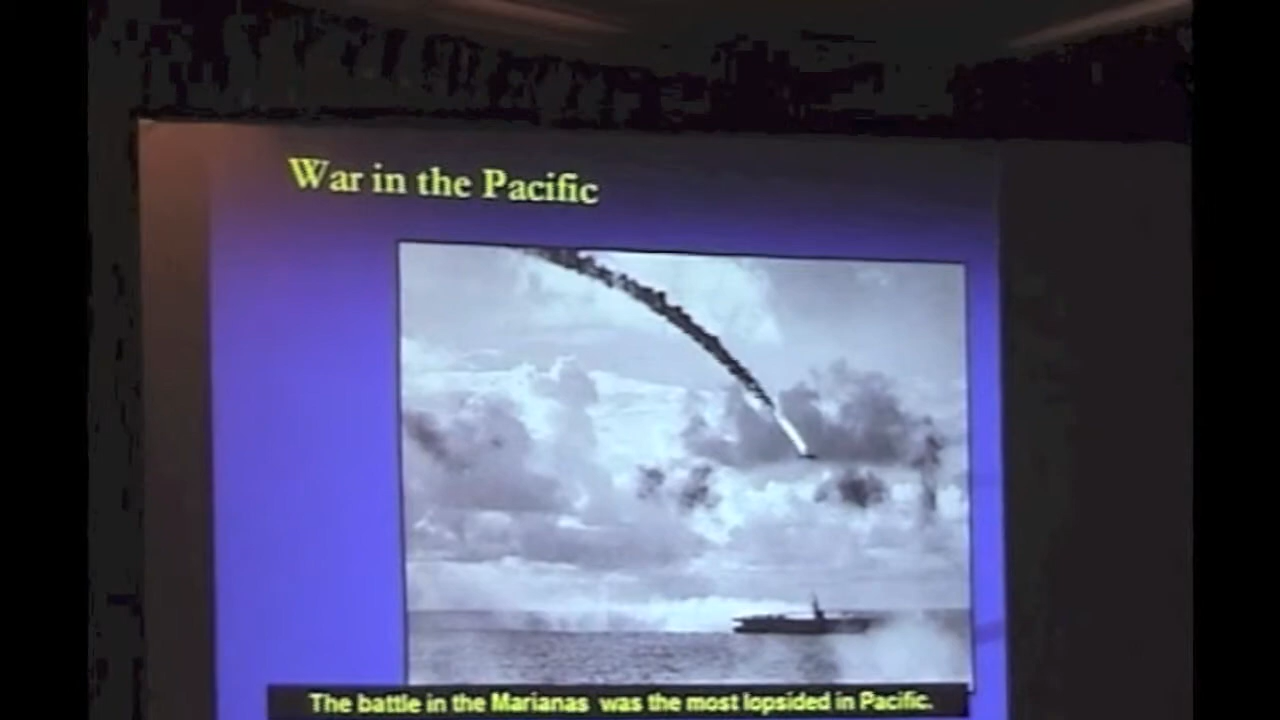 War in the Pacific
The battle in the Marianas was the most lopsided in Pacific.